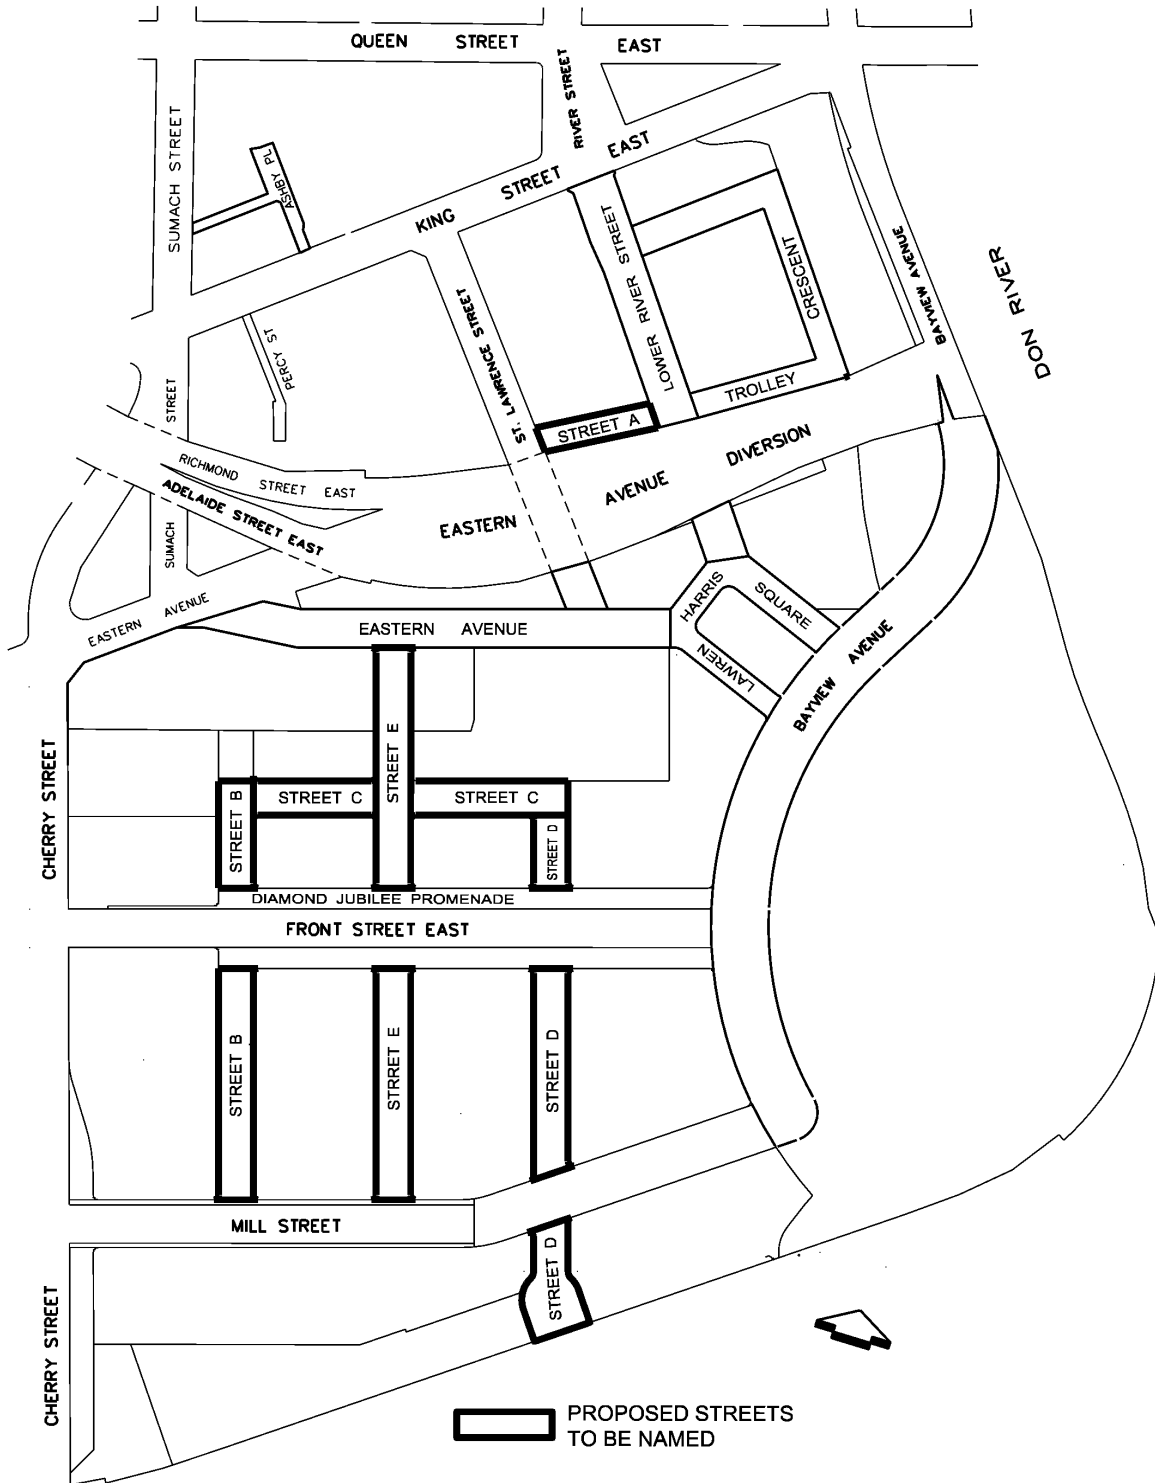 QUEEN STREET EAST
RIVER STREET
SUMACH STREET
ASHBY PL
KING STREET EAST
LOWER RIVER STREET
CRESCENT
TROLLEY
BAYVIEW AVENUE
DON RIVER
PERCY ST
ST. LAWRENCE STREET
STREET
STREET A
RICHMOND STREET EAST
ADELAIDE STREET EAST
SUMACH
EASTERN AVENUE DIVERSION
EASTERN AVENUE
EASTERN AVENUE
HARRIS
SQUARE
LAWREN
BAYVIEW AVENUE
CHERRY STREET
STREET E
STREET B
STREET C
STREET C
STREET D
DIAMOND JUBILEE PROMENADE
FRONT STREET EAST
STREET B
STRRET E
STREET D
MILL STREET
STREET D
CHERRY STREET
PROPOSED STREETS
TO BE NAMED